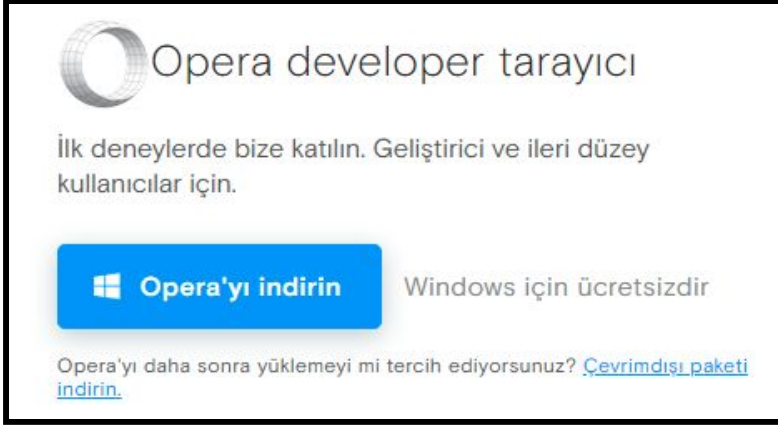 Opera developer tarayıcı
İlk deneylerde bize katılın. Geliştirici ve ileri düzey
kullanıcılar için.
Opera'yı indirin
Windows için ücretsizdir
Opera'yı daha sonra yüklemeyi mi tercih ediyorsunuz? Çevrimdışı paketi
indirin.